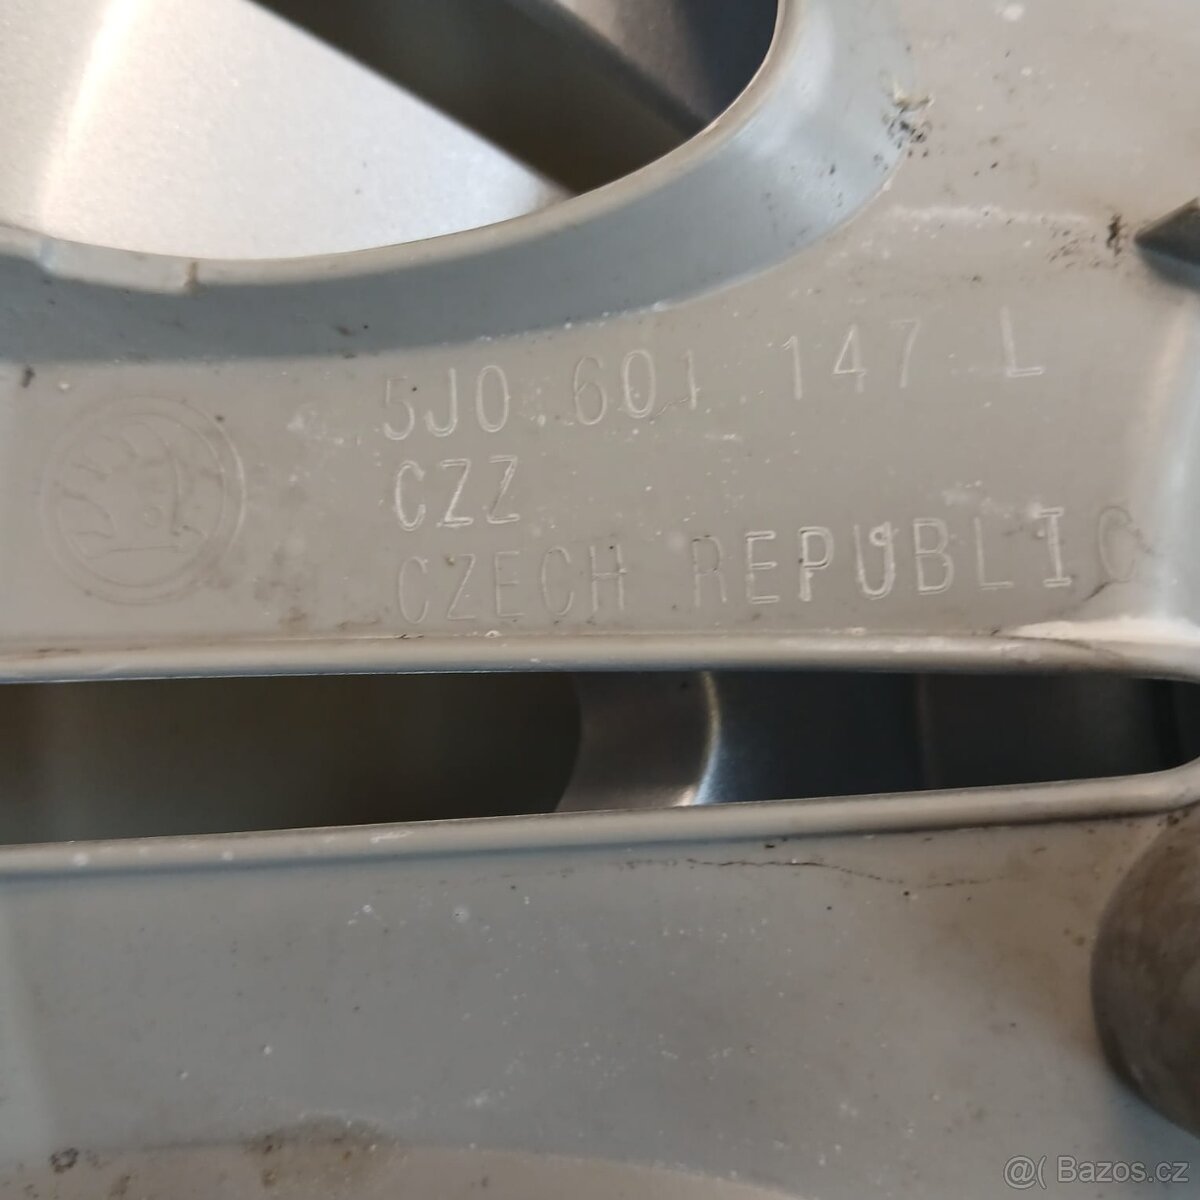 5J0 601 147 L
CZZ
CZECH REPUBLIC
@( Bazos.cz